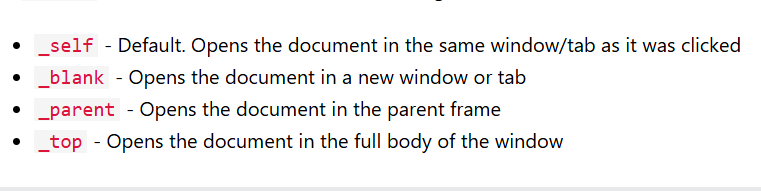 _self - Default. Opens the document in the same window/tab as it was clicked
_blank - Opens the document in a new window or tab
_parent - Opens the document in the parent frame
_top - Opens the document in the full body of the window